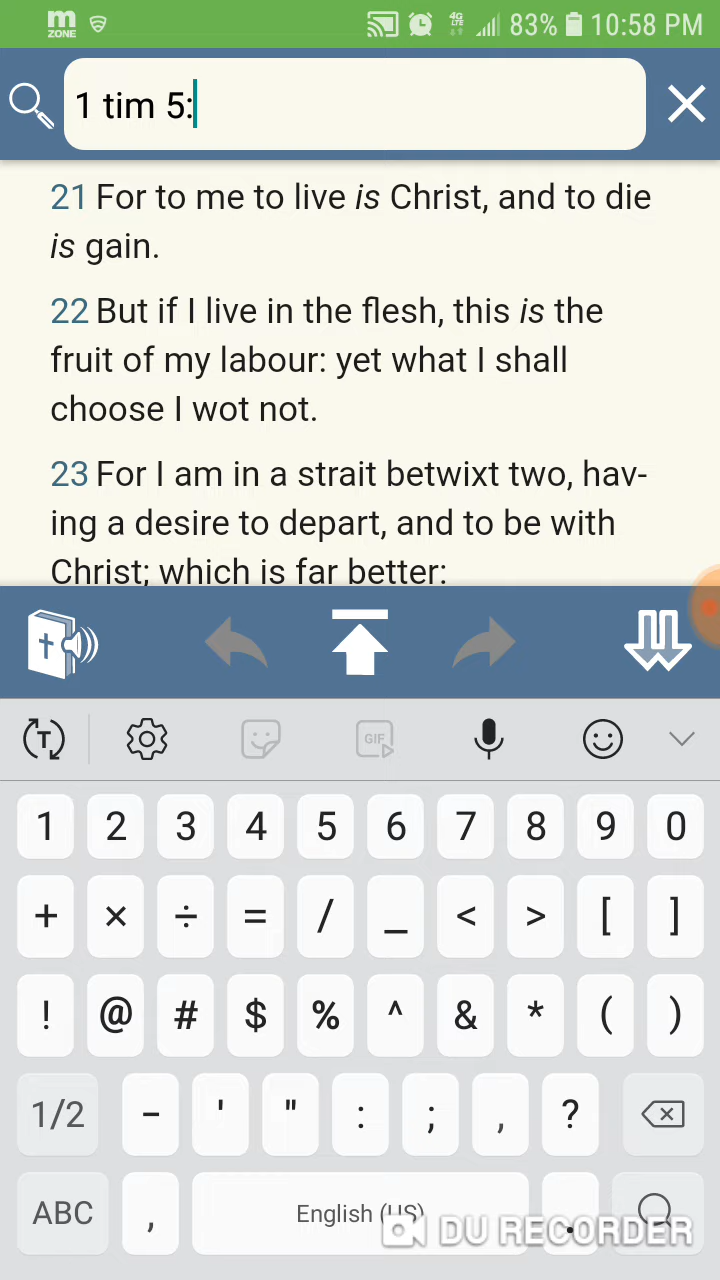 m
ZONE
4G
LTE
83% 10:58 PM
1 tim 5:
21 For to me to live is Christ, and to die
is gain.
22 But if I live in the flesh, this is the
fruit of my labour: yet what I shall
choose I wot not.
23 For I am in a strait betwixt two, hav-
ing a desire to depart, and to be with
Christ; which is far better:
T
GIF
1 2 3 4 5 6 7 8 9 0
+ × ÷ = / _ < > [ ]
! @ # $ % ^ & * ( )
1/2 - ' " : ; , ?
ABC , English (US) .
DU RECORDER